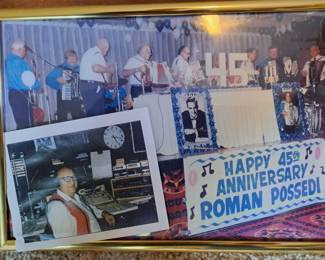 45
HAPPY 45th
ANNIVERSARY
ROMAN POSSEDI